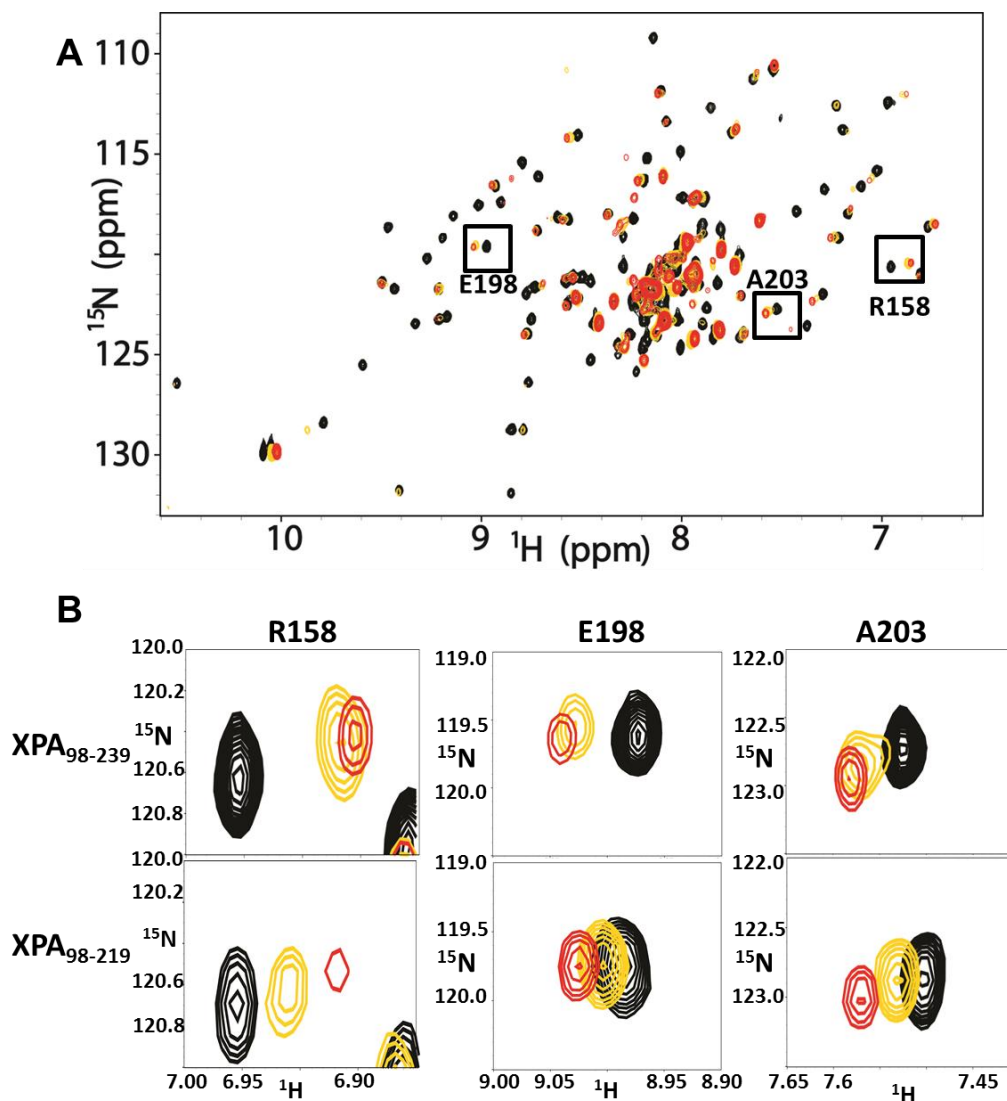 A
110
115
¹⁵N (ppm)
125
130
E198
A203
R158
10
9
8
7
¹H (ppm)
B
R158
E198
A203
XPA98-239
120.0
120.2
¹⁵N
120.6
120.8
119.0
119.5
¹⁵N
120.0
122.0
122.5
¹⁵N
123.0
XPA98-219
120.0
120.2
¹⁵N
120.6
120.8
119.0
119.5
¹⁵N
120.0
122.0
122.5
¹⁵N
123.0
7.00 6.95 ¹H 6.90
9.00 9.05 ¹H 8.95 8.90
7.65 7.6 ¹H 7.45